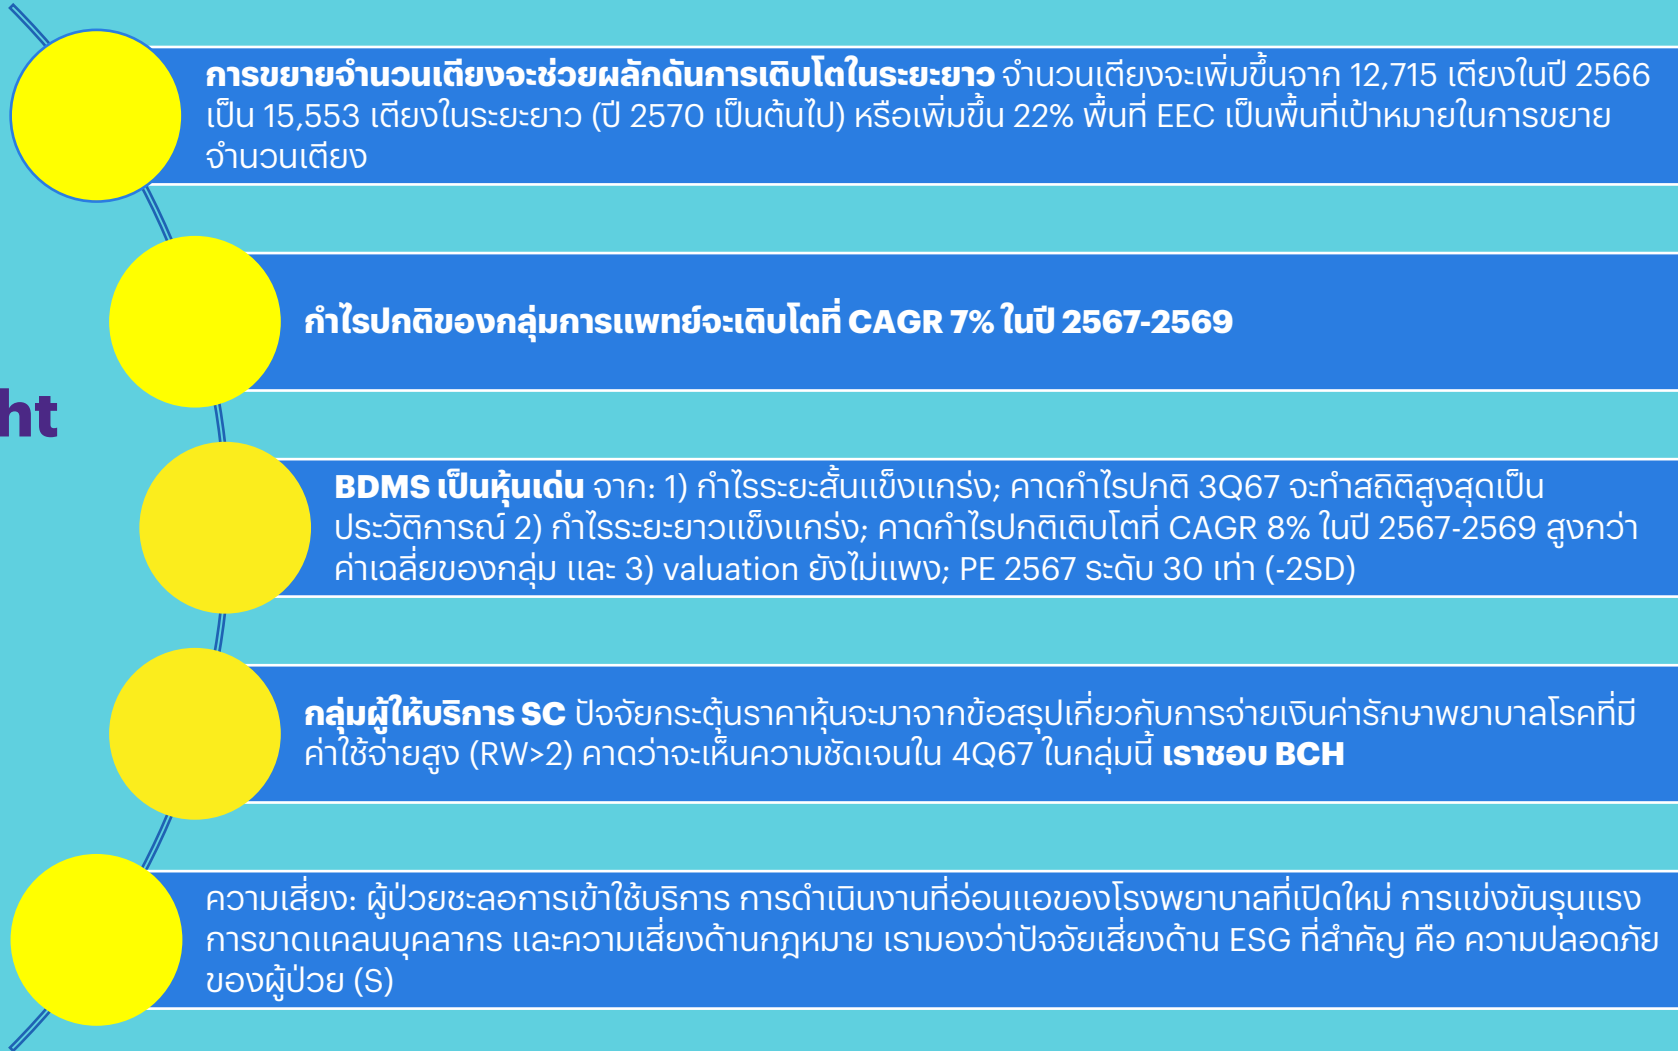 การขยายจำนวนเตียงจะช่วยผลักดันการเติบโตในระยะยาว จำนวนเตียงจะเพิ่มขึ้นจาก 12,715 เตียงในปี 2566
เป็น 15,553 เตียงในระยะยาว (ปี 2570 เป็นต้นไป) หรือเพิ่มขึ้น 22% พื้นที่ EEC เป็นพื้นที่เป้าหมายในการขยาย
จำนวนเตียง
กำไรปกติของกลุ่มการแพทย์จะเติบโตที่ CAGR 7% ในปี 2567-2569
ht
BDMS เป็นหุ้นเด่น จาก: 1) กำไรระยะสั้นแข็งแกร่ง; คาดกำไรปกติ 3Q67 จะทำสถิติสูงสุดเป็น
ประวัติการณ์ 2) กำไรระยะยาวแข็งแกร่ง; คาดกำไรปกติเติบโตที่ CAGR 8% ในปี 2567-2569 สูงกว่า
ค่าเฉลี่ยของกลุ่ม และ 3) valuation ยังไม่แพง; PE 2567 ระดับ 30 เท่า (-2SD)
กลุ่มผู้ให้บริการ SC ปัจจัยกระตุ้นราคาหุ้นจะมาจากข้อสรุปเกี่ยวกับการจ่ายเงินค่ารักษาพยาบาลโรคที่มี
ค่าใช้จ่ายสูง (RW>2) คาดว่าจะเห็นความชัดเจนใน 4Q67 ในกลุ่มนี้ เราชอบ BCH
ความเสี่ยง: ผู้ป่วยชะลอการเข้าใช้บริการ การดำเนินงานที่อ่อนแอของโรงพยาบาลที่เปิดใหม่ การแข่งขันรุนแรง
การขาดแคลนบุคลากร และความเสี่ยงด้านกฎหมาย เรามองว่าปัจจัยเสี่ยงด้าน ESG ที่สำคัญ คือ ความปลอดภัย
ของผู้ป่วย (S)